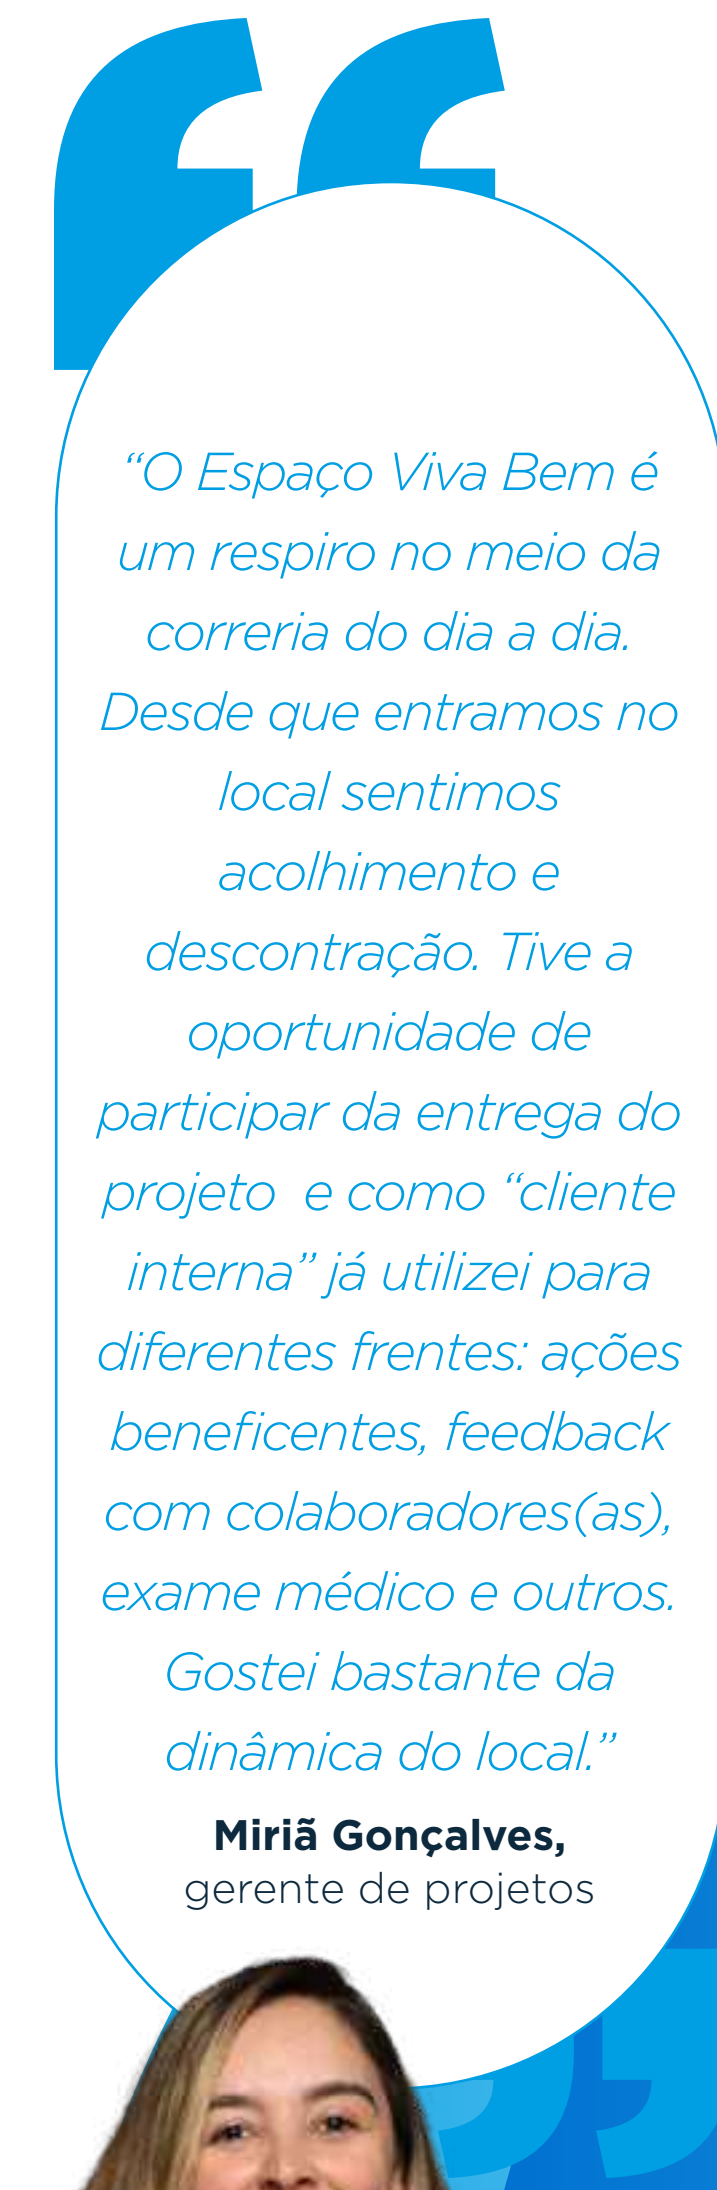 “O Espaço Viva Bem é
um respiro no meio da
correria do dia a dia.
Desde que entramos no
local sentimos
acolhimento e
descontração. Tive a
oportunidade de
participar da entrega do
projeto  e como “cliente
interna” já utilizei para
diferentes frentes: ações
beneficentes, feedback
com colaboradores(as),
exame médico e outros.
Gostei bastante da
dinâmica do local.”
Miriã Gonçalves,
gerente de projetos